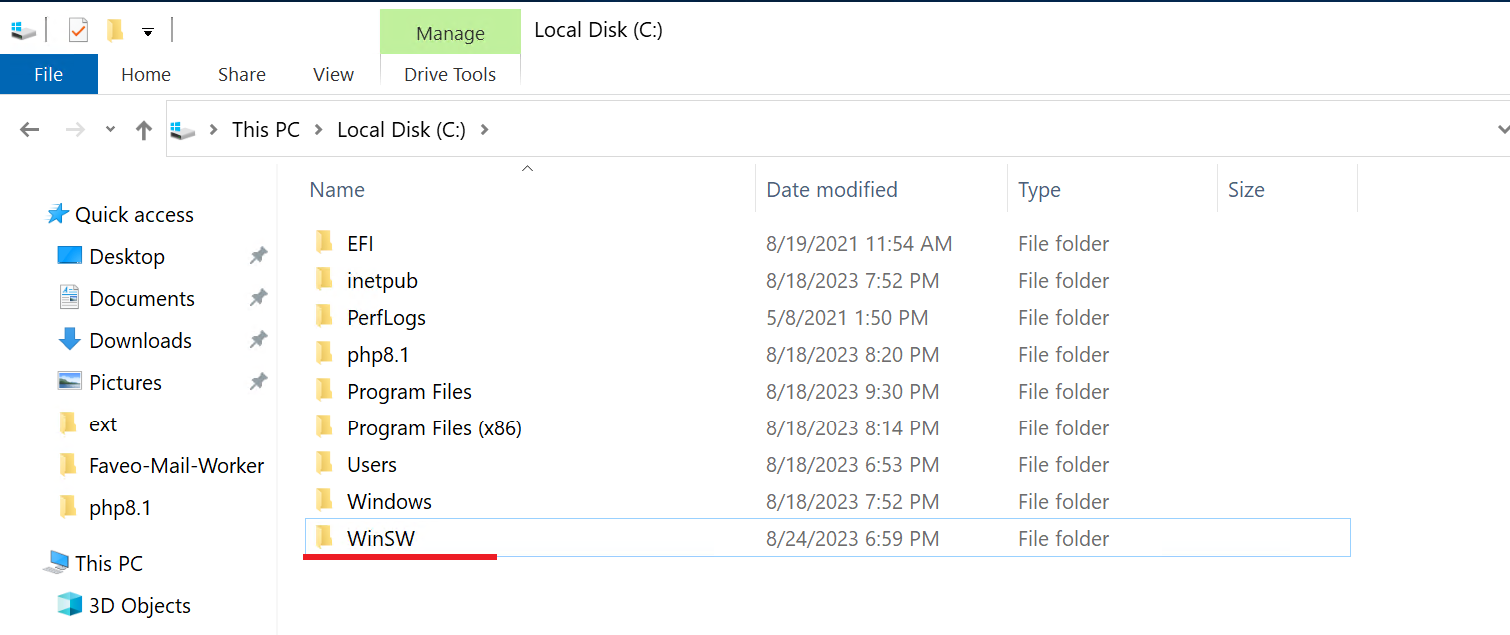 Manage Local Disk (C:)
File Home Share View Drive Tools
This PC Local Disk (C:)
Name Date modified Type Size
Quick access
Desktop
Documents
Downloads
Pictures
ext
Faveo-Mail-Worker
php8.1
This PC
3D Objects
EFI 8/19/2021 11:54 AM File folder
inetpub 8/18/2023 7:52 PM File folder
PerfLogs 5/8/2021 1:50 PM File folder
php8.1 8/18/2023 8:20 PM File folder
Program Files 8/18/2023 9:30 PM File folder
Program Files (x86) 8/18/2023 8:14 PM File folder
Users 8/18/2023 6:53 PM File folder
Windows 8/18/2023 7:52 PM File folder
WinSW 8/24/2023 6:59 PM File folder